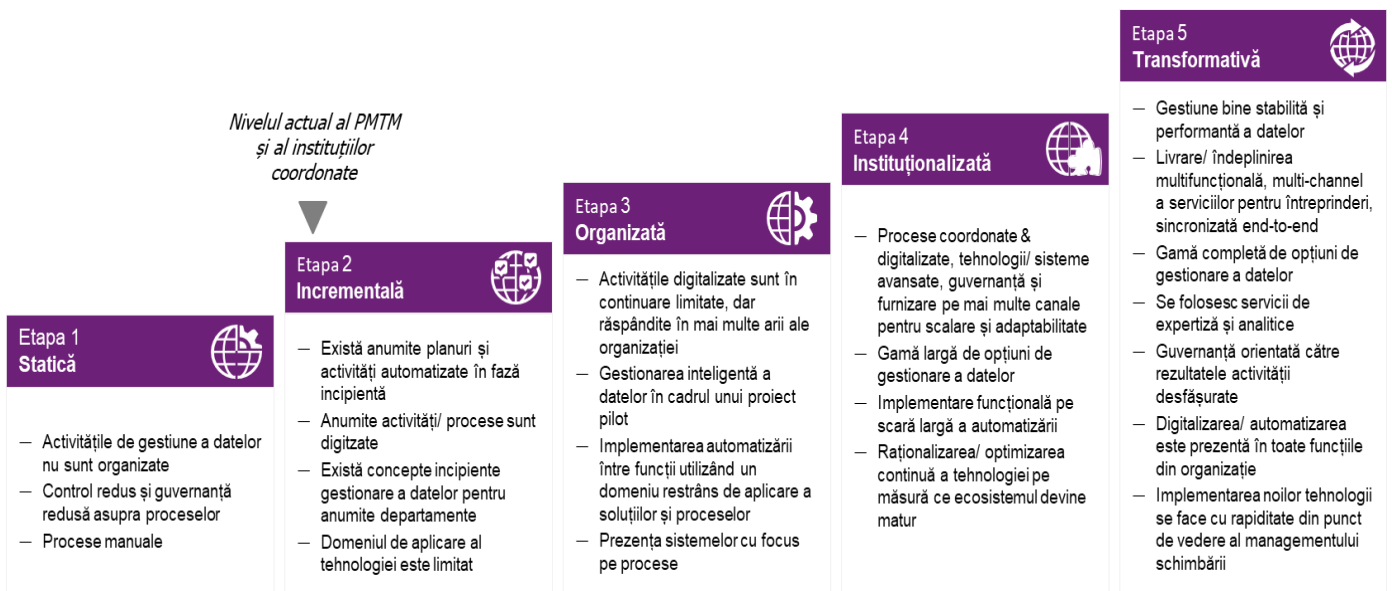 Nivelul actual al PMTM
și al instituțiilor
coordonate
Etapa 1
Statică
— Activitățile de gestiune a datelor
nu sunt organizate
— Control redus și guvernanță
redusă asupra proceselor
— Procese manuale
Etapa 2
Incrementală
— Există anumite planuri și
activități automatizate în fază
incipientă
— Anumite activități/ procese sunt
digitzate
— Există concepte incipiente
gestionare a datelor pentru
anumite departamente
— Domeniul de aplicare al
tehnologiei este limitat
Etapa 3
Organizată
— Activitățile digitalizate sunt în
continuare limitate, dar
răspândite în mai multe arii ale
organizației
— Gestionarea inteligentă a
datelor în cadrul unui proiect
pilot
— Implementarea automatizării
între funcții utilizând un
domeniu restrâns de aplicare a
soluțiilor și proceselor
— Prezența sistemelor cu focus
pe procese
Etapa 4
Instituționalizată
— Procese coordonate &
digitalizate, tehnologii/ sisteme
avansate, guvernanță și
furnizare pe mai multe canale
pentru scalare și adaptabilitate
— Gamă largă de opțiuni de
gestionare a datelor
— Implementare funcțională pe
scară largă a automatizării
— Raționalizarea/ optimizarea
continuă a tehnologiei pe
măsură ce ecosistemul devine
matur
Etapa 5
Transformativă
— Gestiune bine stabilită și
performantă a datelor
— Livrare/ îndeplinirea
multifuncțională, multi-channel
a serviciilor pentru întreprinderi,
sincronizată end-to-end
— Gamă completă de opțiuni de
gestionare a datelor
— Se folosesc servicii de
expertiză și analitice
— Guvernanță orientată către
rezultatele activității
desfășurate
— Digitalizarea/ automatizarea
este prezentă în toate funcțiile
din organizație
— Implementarea noilor tehnologii
se face cu rapiditate din punct
de vedere al managementului
schimbării